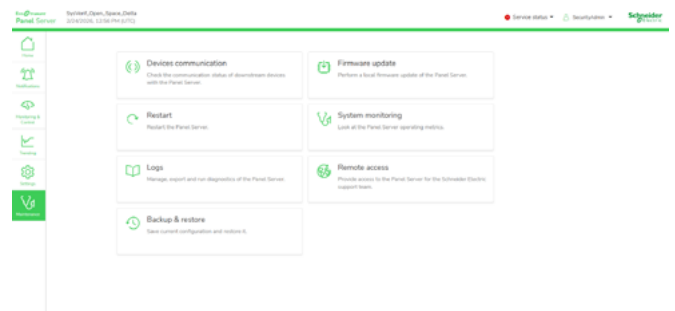 EcoStruxure
Panel Server
SysWell_Open_Space_Delta
2/24/2026, 12:56 PM (UTC)
Service status
SecurityAdmin
Schneider
Electric
Home
Notifications
Monitoring &
Control
Trending
Settings
Maintenance
Devices communication
Check the communication status of downstream devices
with the Panel Server.
Firmware update
Perform a local firmware update of the Panel Server.
Restart
Restart the Panel Server.
System monitoring
Look at the Panel Server operating metrics.
Logs
Manage, export and run diagnostics of the Panel Server.
Remote access
Provide access to the Panel Server for the Schneider Electric
support team.
Backup & restore
Save current configuration and restore it.